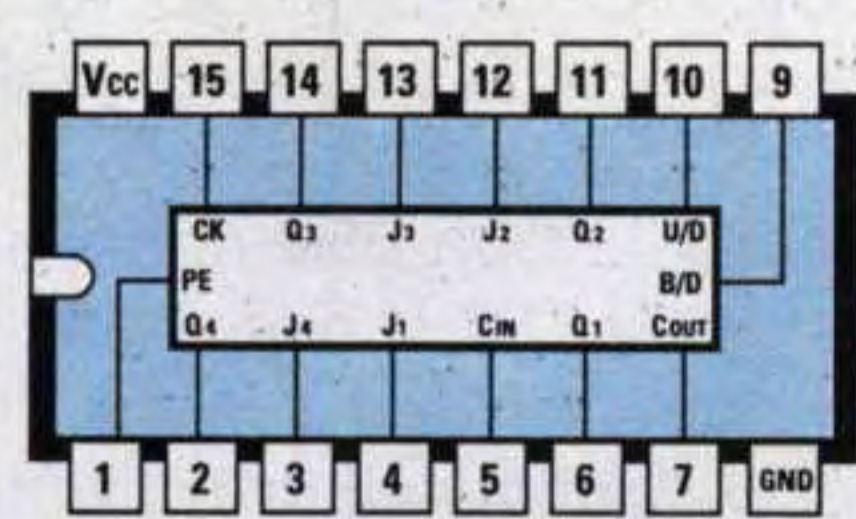 Vcc 15 14 13 12 11 10 9
CK Q3 J3 J2 Q2 U/D
PE B/D
Q4 J4 J1 CIN Q1 COUT
1 2 3 4 5 6 7 GND